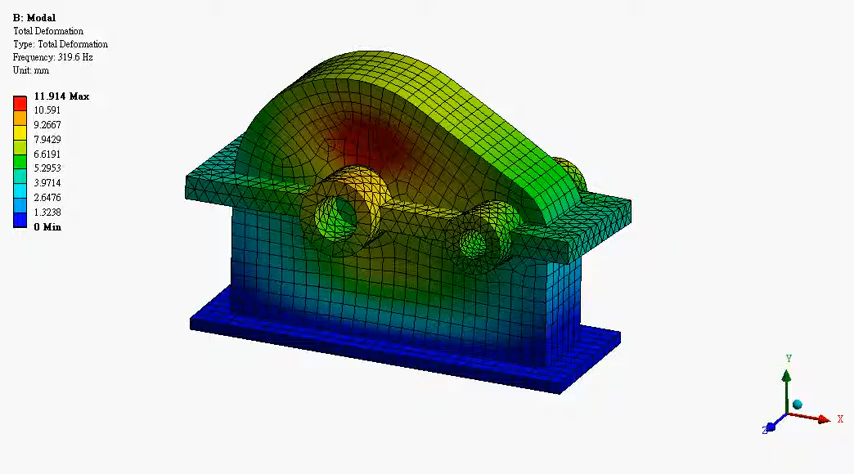 B: Modal
Total Deformation
Type: Total Deformation
Frequency: 319.6 Hz
Unit: mm
11.914 Max
10.591
9.2667
7.9429
6.6191
5.2953
3.9714
2.6476
1.3238
0 Min
Y
X
Z